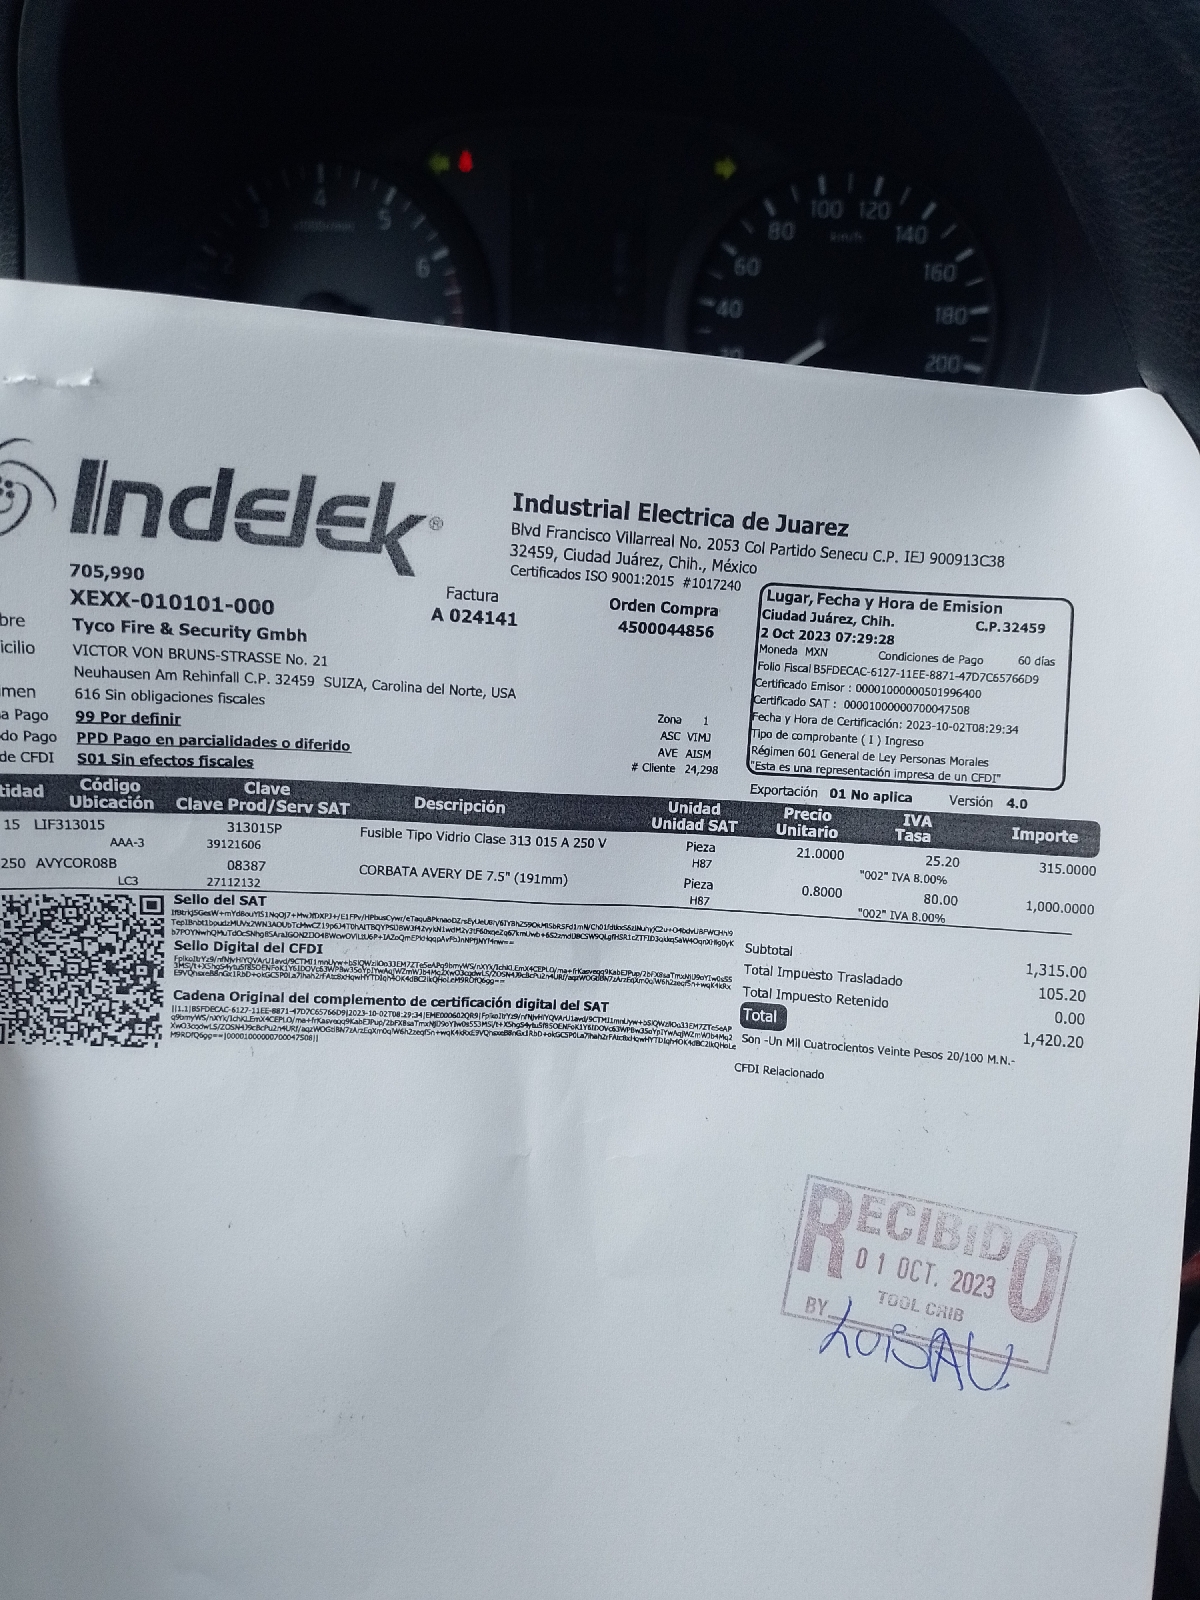 4
3
5
2
6
100
120
80
km/h
140
60
160
40
180
200
Indelek®
Industrial Electrica de Juarez
Blvd Francisco Villarreal No. 2053 Col Partido Senecu C.P. IEJ 900913C38
32459, Ciudad Juárez, Chih., México
Certificados ISO 9001:2015 #1017240
705,990
XEXX-010101-000
Factura
A 024141
Orden Compra
4500044856
Lugar, Fecha y Hora de Emision
Ciudad Juárez, Chih. C.P.32459
2 Oct 2023 07:29:28
Moneda MXN Condiciones de Pago 60 días
Folio Fiscal B5FDECAC-6127-11EE-8871-47D7C65766D9
Certificado Emisor : 00001000000501996400
Certificado SAT : 00001000000700047508
Fecha y Hora de Certificación: 2023-10-02T08:29:34
Tipo de comprobante ( I ) Ingreso
Régimen 601 General de Ley Personas Morales
"Esta es una representación impresa de un CFDI"
bre Tyco Fire & Security Gmbh
icilio VICTOR VON BRUNS-STRASSE No. 21
Neuhausen Am Rehinfall C.P. 32459 SUIZA, Carolina del Norte, USA
men 616 Sin obligaciones fiscales
a Pago 99 Por definir
do Pago PPD Pago en parcialidades o diferido
de CFDI S01 Sin efectos fiscales
Zona 1
ASC VIMJ
AVE AISM
# Cliente 24,298
Exportación 01 No aplica Versión 4.0
tidad Código Ubicación Clave Clave Prod/Serv SAT Descripción Unidad Unidad SAT Precio Unitario IVA Tasa Importe
15 LIF313015 313015P Fusible Tipo Vidrio Clase 313 015 A 250 V Pieza 21.0000 25.20 315.0000
AAA-3 39121606 H87 "002" IVA 8.00%
250 AVYCOR08B 08387 CORBATA AVERY DE 7.5" (191mm) Pieza 0.8000 80.00 1,000.0000
LC3 27112132 H87 "002" IVA 8.00%
Sello del SAT
Sello Digital del CFDI
Cadena Original del complemento de certificación digital del SAT
Subtotal 1,315.00
Total Impuesto Trasladado 105.20
Total Impuesto Retenido 0.00
Total 1,420.20
Son -Un Mil Cuatrocientos Veinte Pesos 20/100 M.N.-
CFDI Relacionado
RECIBIDO
01 OCT. 2023
TOOL CRIB
BY